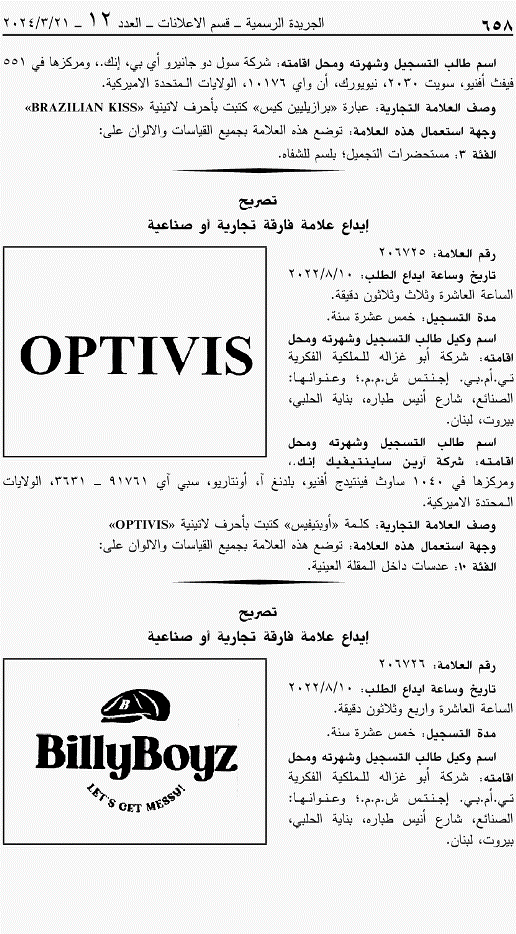 ٦٥٨
الجريدة الرسمية – قسم الاعلانات – العدد ١٢ – ٢٠٢٤/٣/٢١
اسم طالب التسجيل وشهرته ومحل اقامته: شركة سول دو جانيرو آي بي، إنك.، ومركزها في ٥٥١
فيفث أفنيو، سويت ٢٠٣٠، نيويورك، أن واي ١٠١٧٦، الولايات المتحدة الاميركية.
وصف العلامة التجارية: عبارة «برازيليين كيس» كتبت بأحرف لاتينية «BRAZILIAN KISS»
وجهة استعمال هذه العلامة: توضع هذه العلامة بجميع القياسات والالوان على:
الفئة ٣: مستحضرات التجميل؛ بلسم للشفاه.
تصريح
إيداع علامة فارقة تجارية أو صناعية
رقم العلامة: ٢٠٦٧٢٥
تاريخ وساعة ايداع الطلب: ٢٠٢٢/٨/١٠
الساعة العاشرة وثلاث وثلاثون دقيقة.
مدة التسجيل: خمس عشرة سنة.
اسم وكيل طالب التسجيل وشهرته ومحل
اقامته: شركة أبو غزاله للملكية الفكرية
تي.أم.بي. إجنتس ش.م.م.؛ وعنوانها:
الصنائع، شارع أنيس طباره، بناية الحلبي،
بيروت، لبنان.
OPTIVIS
اسم طالب التسجيل وشهرته ومحل
اقامته: شركة آرين ساينتيفيك إنك.،
ومركزها في ١٠٤٠ ساوث فينتيدج أفنيو، بلدنغ آ، أونتاريو، سبي آي ٩١٧٦١ – ٣٦٣١، الولايات
المحتدة الاميركية.
وصف العلامة التجارية: كلمة «أوبتيفيس» كتبت بأحرف لاتينية «OPTIVIS»
وجهة استعمال هذه العلامة: توضع هذه العلامة بجميع القياسات والالوان على:
الفئة ١٠: عدسات داخل المقلة العينية.
تصريح
إيداع علامة فارقة تجارية أو صناعية
رقم العلامة: ٢٠٦٧٢٦
تاريخ وساعة ايداع الطلب: ٢٠٢٢/٨/١٠
الساعة العاشرة واربع وثلاثون دقيقة.
مدة التسجيل: خمس عشرة سنة.
اسم وكيل طالب التسجيل وشهرته ومحل
اقامته: شركة أبو غزاله للملكية الفكرية
تي.أم.بي. إجنتس ش.م.م.؛ وعنوانها:
الصنائع، شارع أنيس طباره، بناية الحلبي،
بيروت، لبنان.
B
BillyBoyz
LET'S GET MESSY!